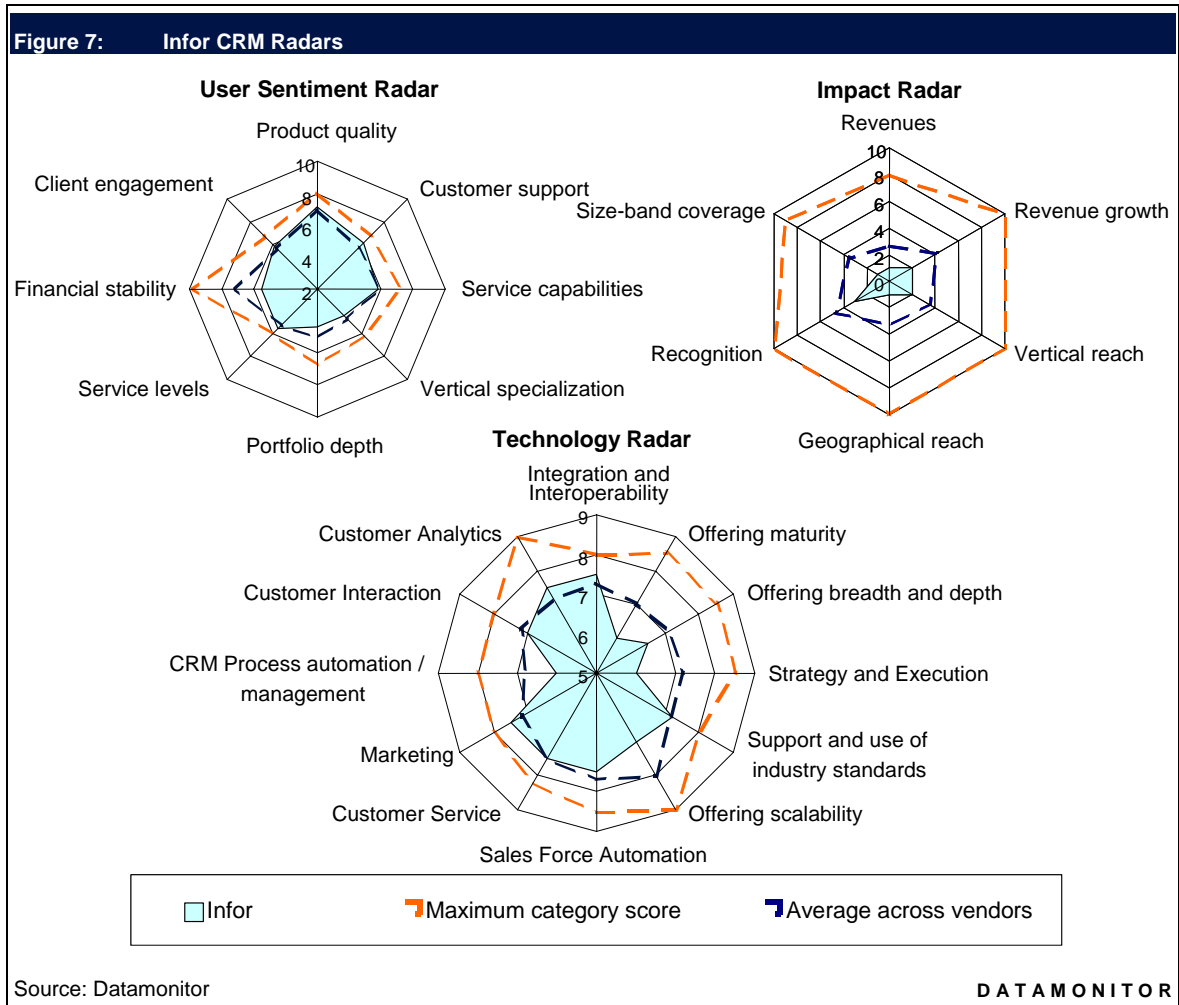 Figure 7: Infor CRM Radars
User Sentiment Radar
Product quality
Customer support
Service capabilities
Vertical specialization
Portfolio depth
Service levels
Financial stability
Client engagement
10
8
6
4
2
Impact Radar
Revenues
Revenue growth
Vertical reach
Geographical reach
Recognition
Size-band coverage
10
8
6
4
2
0
Technology Radar
Integration and
Interoperability
Offering maturity
Offering breadth and depth
Strategy and Execution
Support and use of
industry standards
Offering scalability
Sales Force Automation
Customer Service
Marketing
CRM Process automation /
management
Customer Interaction
Customer Analytics
9
8
7
6
5
Infor
Maximum category score
Average across vendors
Source: Datamonitor
DATAMONITOR